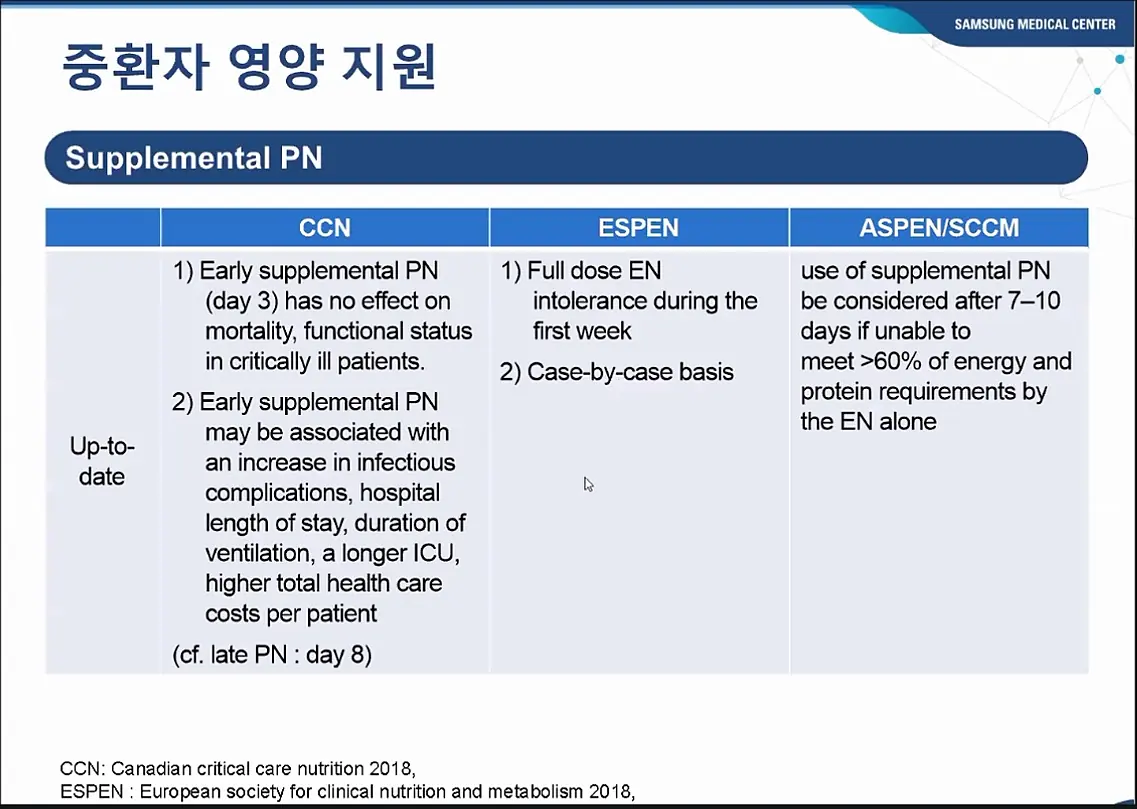 SAMSUNG MEDICAL CENTER
중환자 영양 지원
Supplemental PN
CCN
ESPEN
ASPEN/SCCM
Up-to-
date
1) Early supplemental PN
(day 3) has no effect on
mortality, functional status
in critically ill patients.
2) Early supplemental PN
may be associated with
an increase in infectious
complications, hospital
length of stay, duration of
ventilation, a longer ICU,
higher total health care
costs per patient
(cf. late PN : day 8)
1) Full dose EN
intolerance during the
first week
2) Case-by-case basis
use of supplemental PN
be considered after 7–10
days if unable to
meet >60% of energy and
protein requirements by
the EN alone
CCN: Canadian critical care nutrition 2018,
ESPEN : European society for clinical nutrition and metabolism 2018,